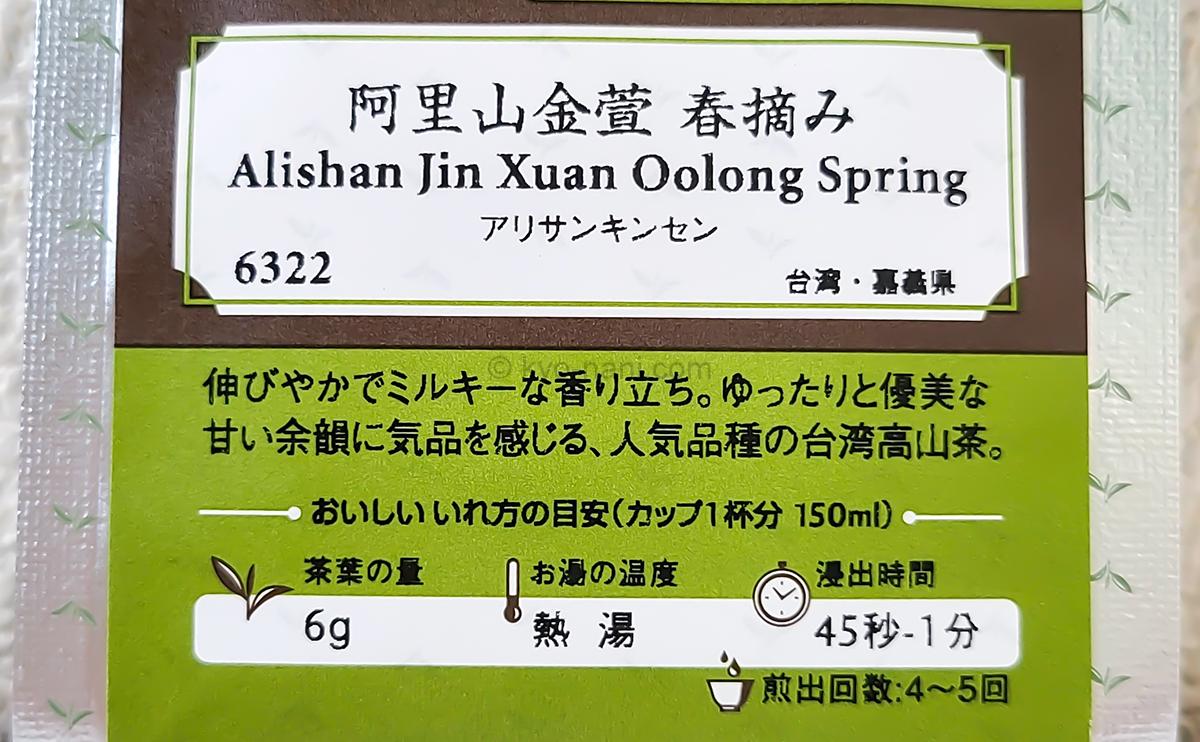 阿里山金萱 春摘み
Alishan Jin Xuan Oolong Spring
アリサンキンセン
6322
台湾・嘉義県
© kyo-nani.com
伸びやかでミルキーな香り立ち。ゆったりと優美な
甘い余韻に気品を感じる、人気品種の台湾高山茶。
おいしいいれ方の目安(カップ1杯分 150ml)
茶葉の量 お湯の温度 浸出時間
6g 熱 湯 45秒-1分
煎出回数:4〜5回